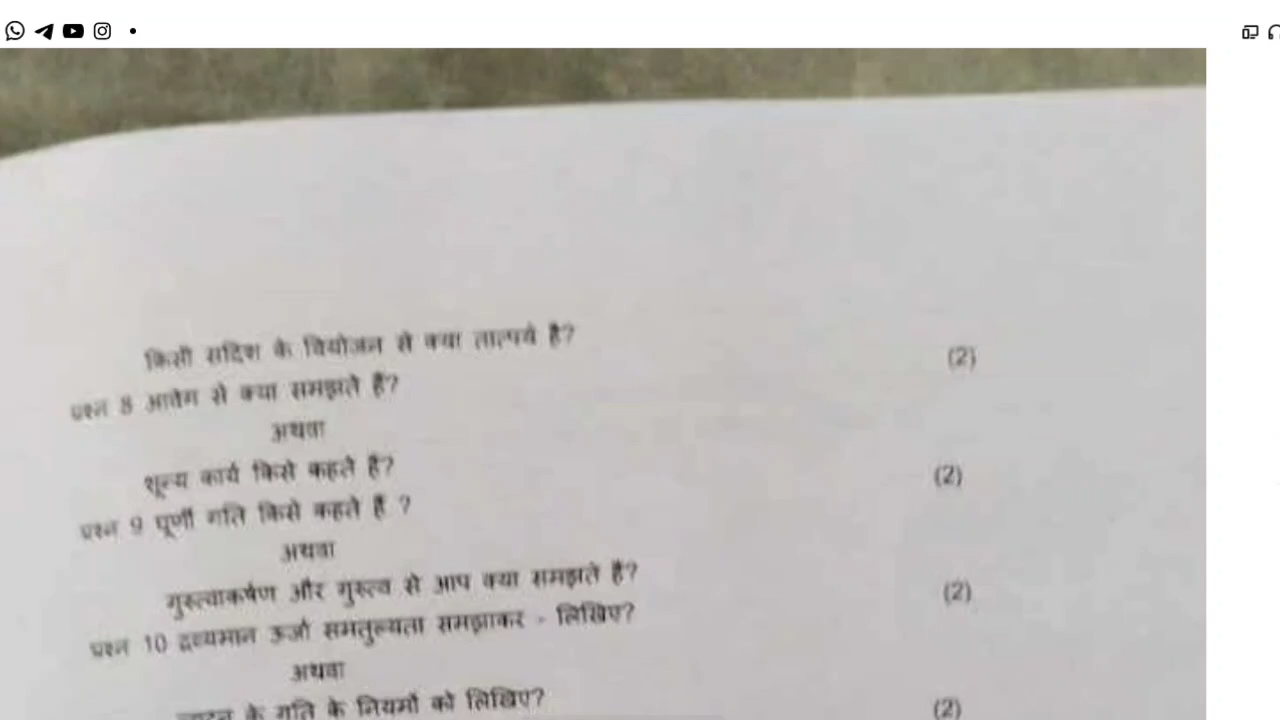 किसी सदिश के वियोजन से क्या तात्पर्य है?
(2)
प्रश्न 8 आवेग से क्या समझते हैं?
अथवा
शून्य कार्य किसे कहते हैं?
(2)
प्रश्न 9 घूर्णी गति किसे कहते हैं ?
अथवा
गुरुत्वाकर्षण और गुरुत्व से आप क्या समझते हैं?
(2)
प्रश्न 10 द्रव्यमान ऊर्जा समतुल्यता समझाकर - लिखिए?
अथवा
के गति के नियमों को लिखिए?
(2)